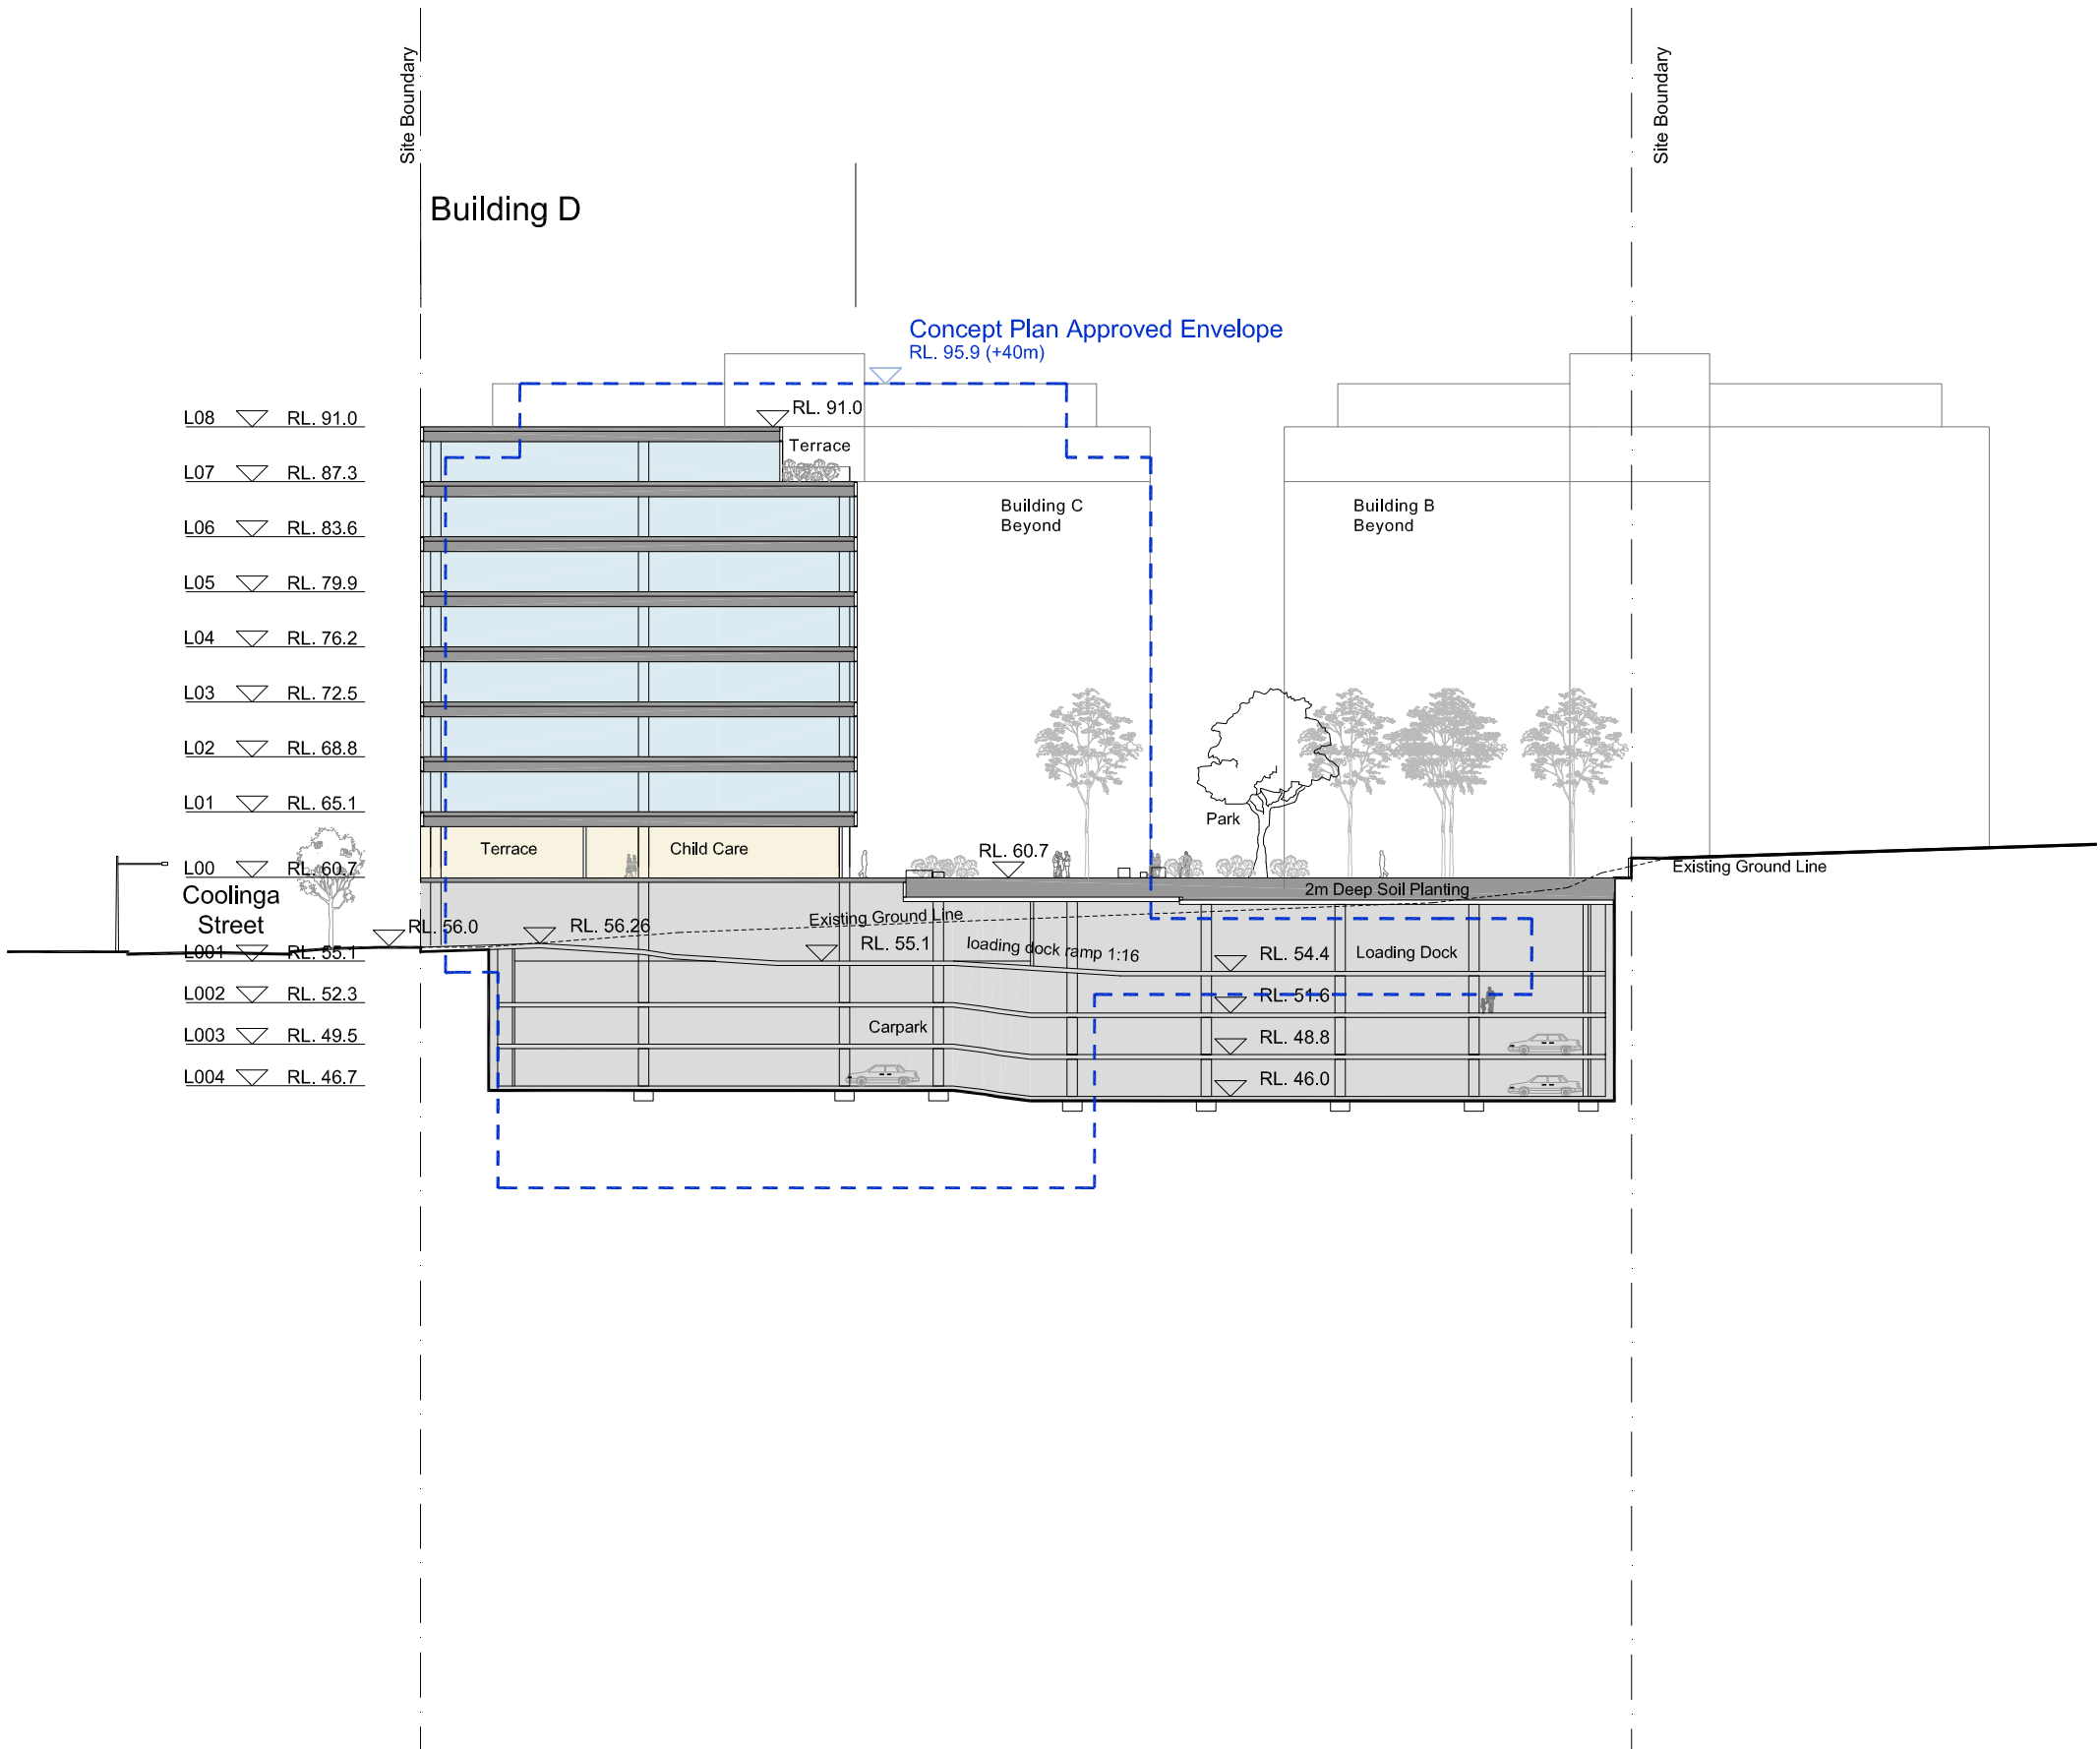 Site Boundary
Site Boundary
Building D
Concept Plan Approved Envelope
RL. 95.9 (+40m)
L08 RL. 91.0
RL. 91.0
Terrace
L07 RL. 87.3
Building C
Beyond
Building B
Beyond
L06 RL. 83.6
L05 RL. 79.9
L04 RL. 76.2
L03 RL. 72.5
L02 RL. 68.8
L01 RL. 65.1
Park
Terrace
Child Care
RL. 60.7
L00 RL. 60.7
Existing Ground Line
2m Deep Soil Planting
Coolinga
Street
Existing Ground Line
RL. 56.0
RL. 56.26
RL. 55.1
loading dock ramp 1:16
RL. 54.4
Loading Dock
L001 RL. 55.1
L002 RL. 52.3
RL. 51.6
Carpark
L003 RL. 49.5
RL. 48.8
L004 RL. 46.7
RL. 46.0